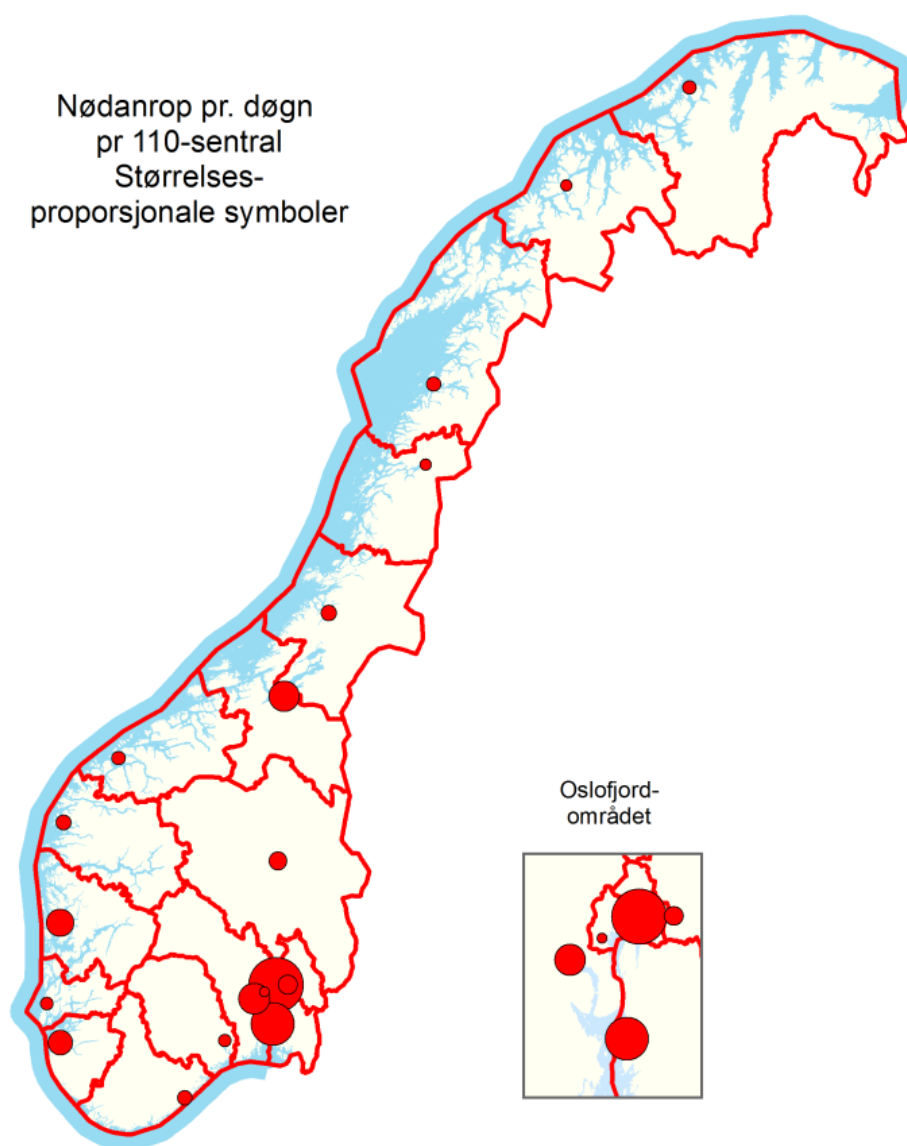 Nødanrop pr. døgn
pr 110-sentral
Størrelses-
proporsjonale symboler
Oslofjord-
området